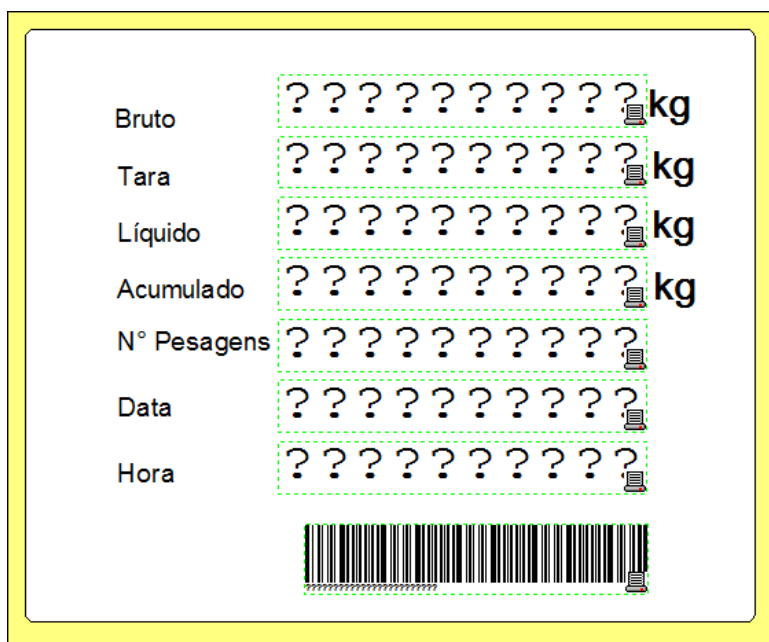 Bruto ?????????? kg
Tara ?????????? kg
Líquido ?????????? kg
Acumulado ?????????? kg
N° Pesagens ??????????
Data ??????????
Hora ??????????
???????????????????????